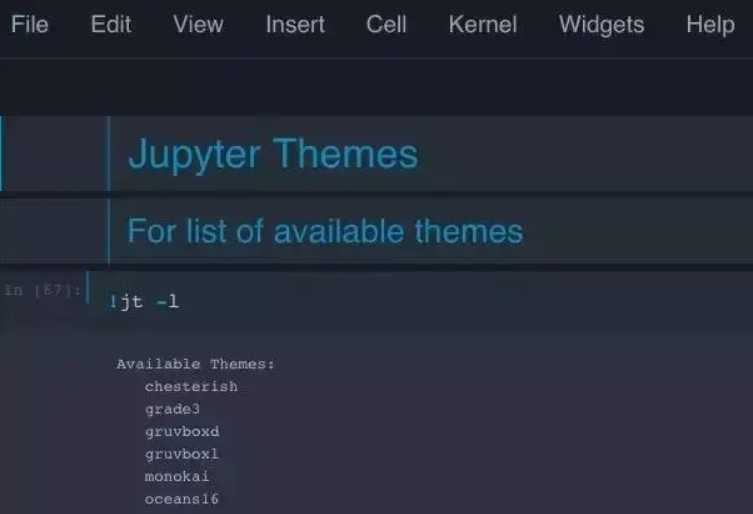 File Edit View Insert Cell Kernel Widgets Help
Jupyter Themes
For list of available themes
In [67]:
!jt -l
Available Themes:
chesterish
grade3
gruvboxd
gruvboxl
monokai
oceans16